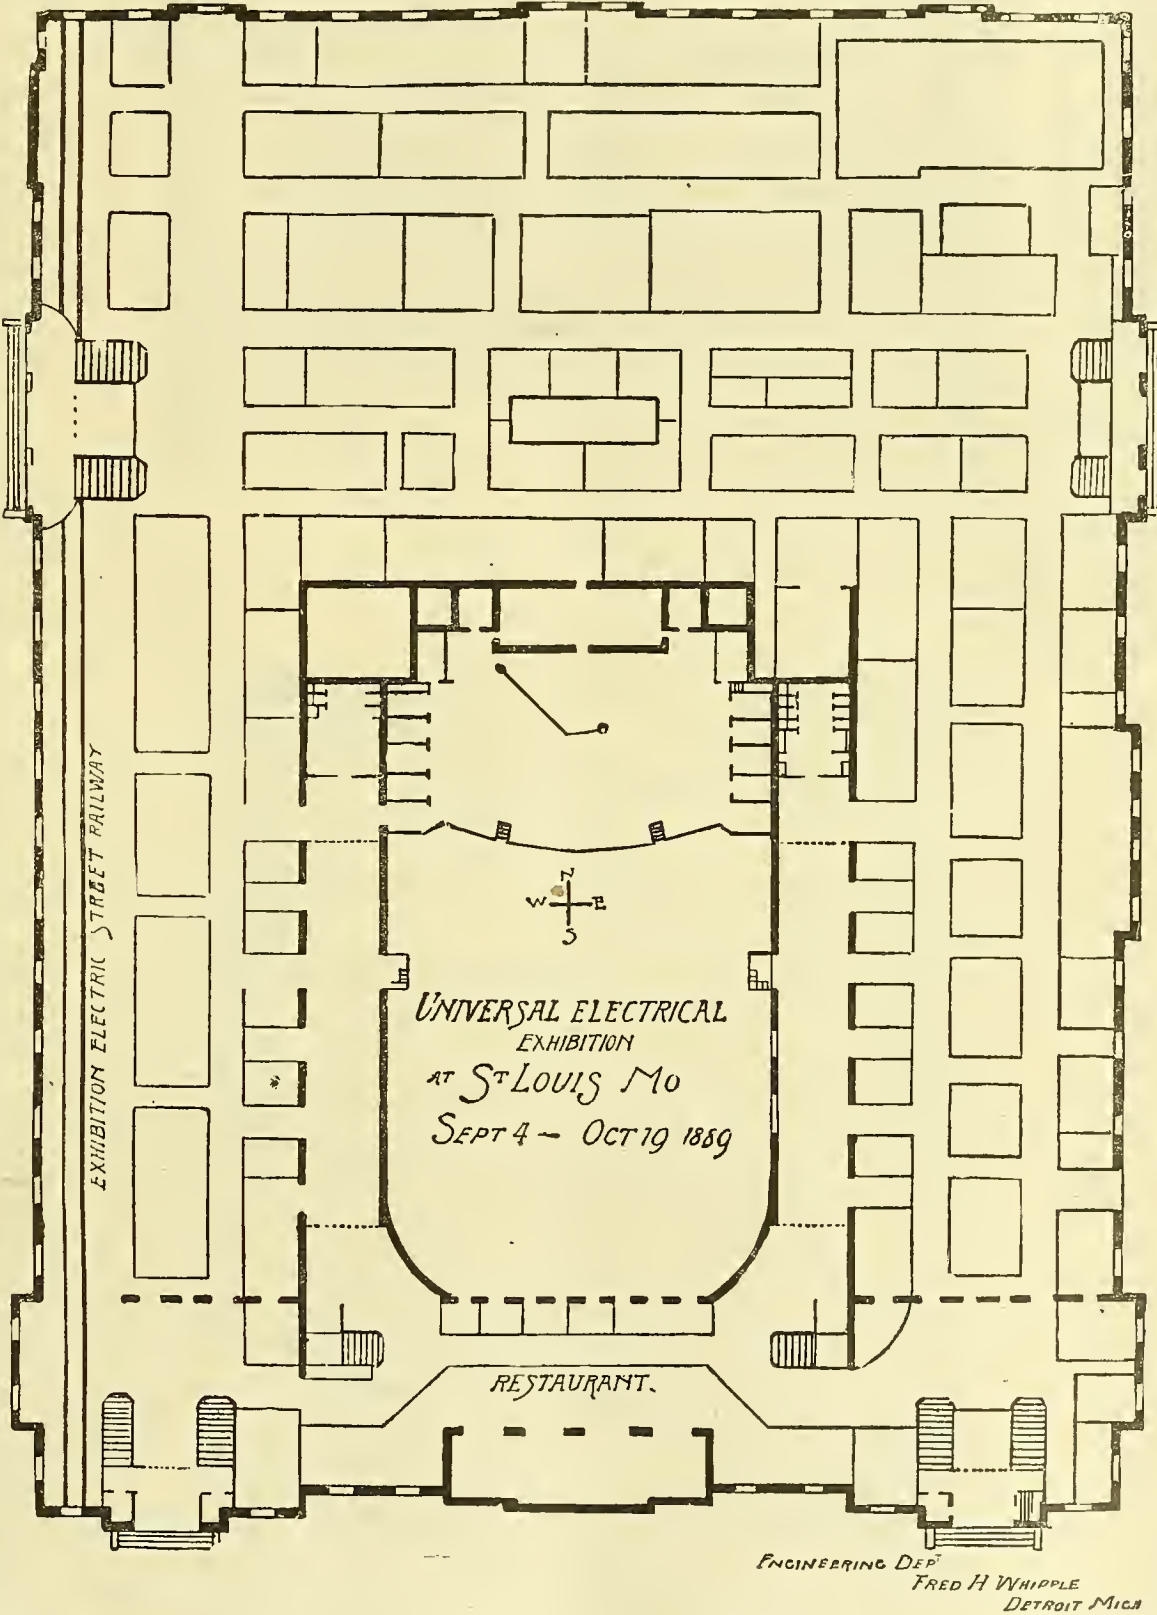 EXHIBITION ELECTRIC STREET RAILWAY
N
W E
S
UNIVERSAL ELECTRICAL
EXHIBITION
AT ST LOUIS MO
SEPT 4 - OCT 19 1889
RESTAURANT.
ENGINEERING DEPT
FRED H WHIPPLE
DETROIT MICH